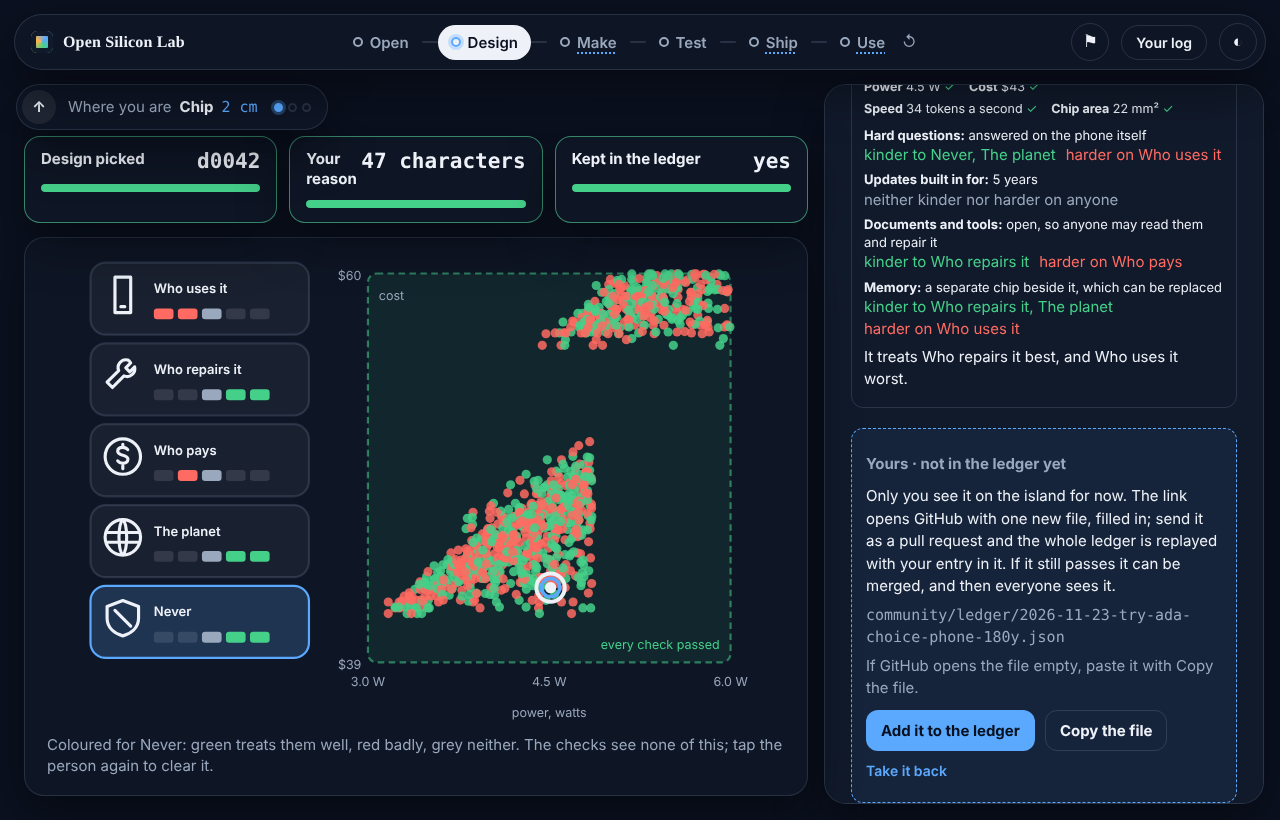 Open Silicon Lab
Open
Design
Make
Test
Ship
Use
Your log
Where you are Chip 2 cm
Design picked d0042
Your reason 47 characters
Kept in the ledger yes
Who uses it
Who repairs it
Who pays
The planet
Never
$60
cost
every check passed
$39
3.0 W
4.5 W
6.0 W
power, watts
Coloured for Never: green treats them well, red badly, grey neither. The checks see none of this; tap the
person again to clear it.
Power 4.5 W ✓ Cost $43 ✓
Speed 34 tokens a second ✓ Chip area 22 mm² ✓
Hard questions: answered on the phone itself
kinder to Never, The planet harder on Who uses it
Updates built in for: 5 years
neither kinder nor harder on anyone
Documents and tools: open, so anyone may read them
and repair it
kinder to Who repairs it harder on Who pays
Memory: a separate chip beside it, which can be replaced
kinder to Who repairs it, The planet
harder on Who uses it
It treats Who repairs it best, and Who uses it
worst.
Yours · not in the ledger yet
Only you see it on the island for now. The link
opens GitHub with one new file, filled in; send it
as a pull request and the whole ledger is replayed
with your entry in it. If it still passes it can be
merged, and then everyone sees it.
community/ledger/2026-11-23-try-ada-
choice-phone-180y.json
If GitHub opens the file empty, paste it with Copy
the file.
Add it to the ledger
Copy the file
Take it back